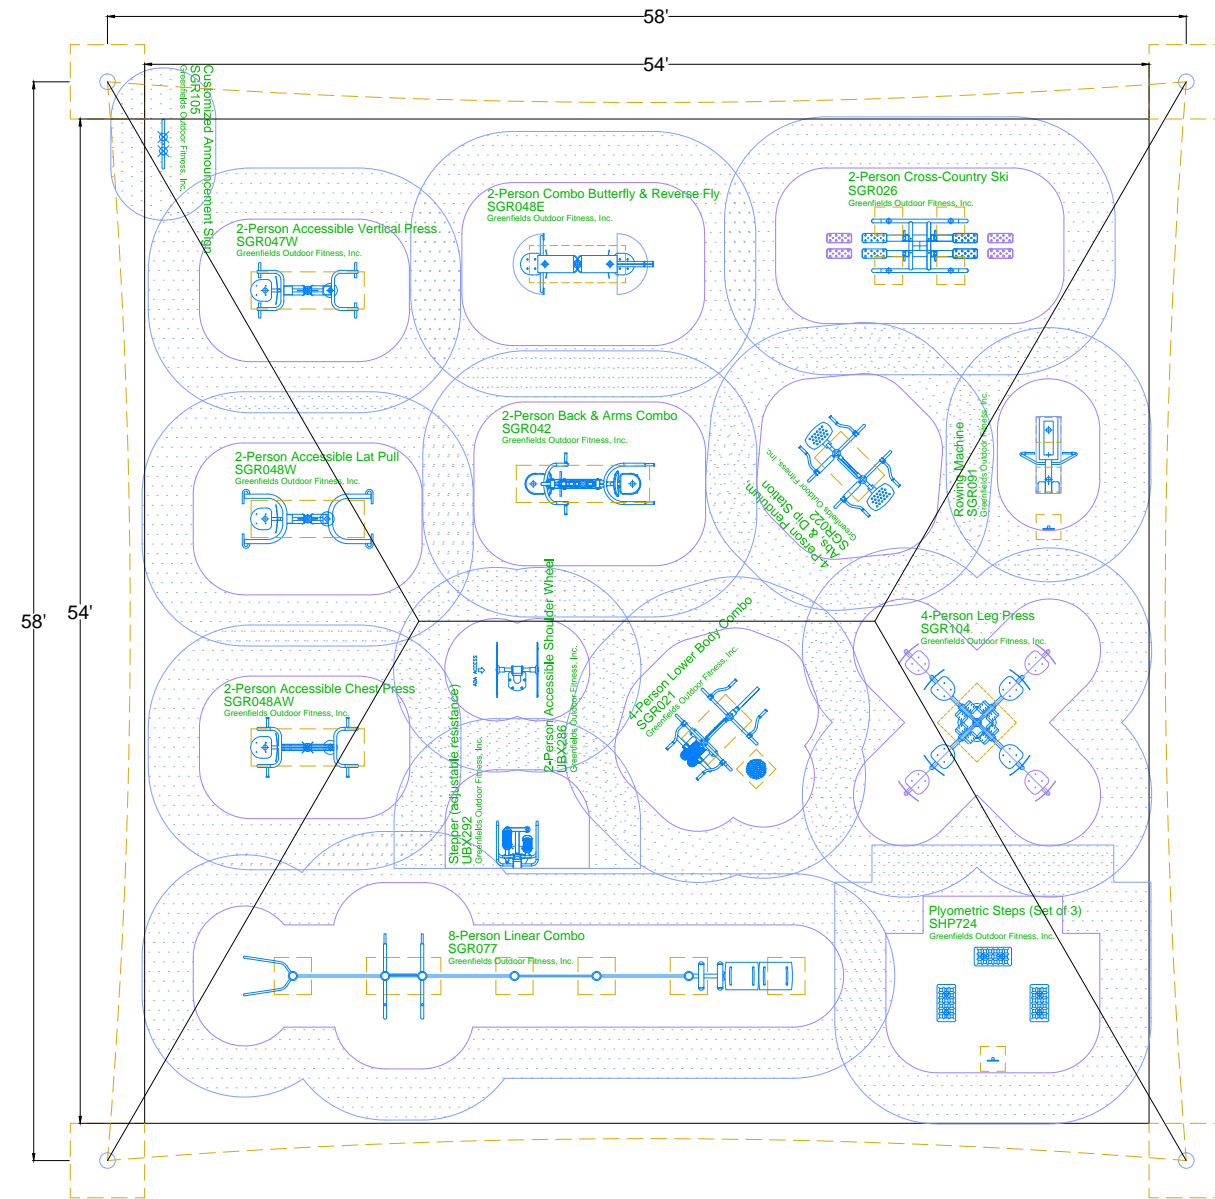 58'
54'
58'
54'
Customized Announcement Sign
SGR105
Greenfields Outdoor Fitness, Inc.
2-Person Accessible Vertical Press
SGR047W
Greenfields Outdoor Fitness, Inc.
2-Person Combo Butterfly & Reverse Fly
SGR048E
Greenfields Outdoor Fitness, Inc.
2-Person Cross-Country Ski
SGR026
Greenfields Outdoor Fitness, Inc.
2-Person Accessible Lat Pull
SGR048W
Greenfields Outdoor Fitness, Inc.
2-Person Back & Arms Combo
SGR042
Greenfields Outdoor Fitness, Inc.
4-Person Pendulum,
Abs, & Dip Station
SGR022
Greenfields Outdoor Fitness, Inc.
Rowing Machine
SGR091
Greenfields Outdoor Fitness, Inc.
2-Person Accessible Chest Press
SGR048AW
Greenfields Outdoor Fitness, Inc.
ADA ACCESS
2-Person Accessible Shoulder Wheel
UBX286
Greenfields Outdoor Fitness, Inc.
4-Person Lower Body Combo
SGR021
Greenfields Outdoor Fitness, Inc.
4-Person Leg Press
SGR104
Greenfields Outdoor Fitness, Inc.
Stepper (adjustable resistance)
UBX292
Greenfields Outdoor Fitness, Inc.
8-Person Linear Combo
SGR077
Greenfields Outdoor Fitness, Inc.
Plyometric Steps (Set of 3)
SHP724
Greenfields Outdoor Fitness, Inc.